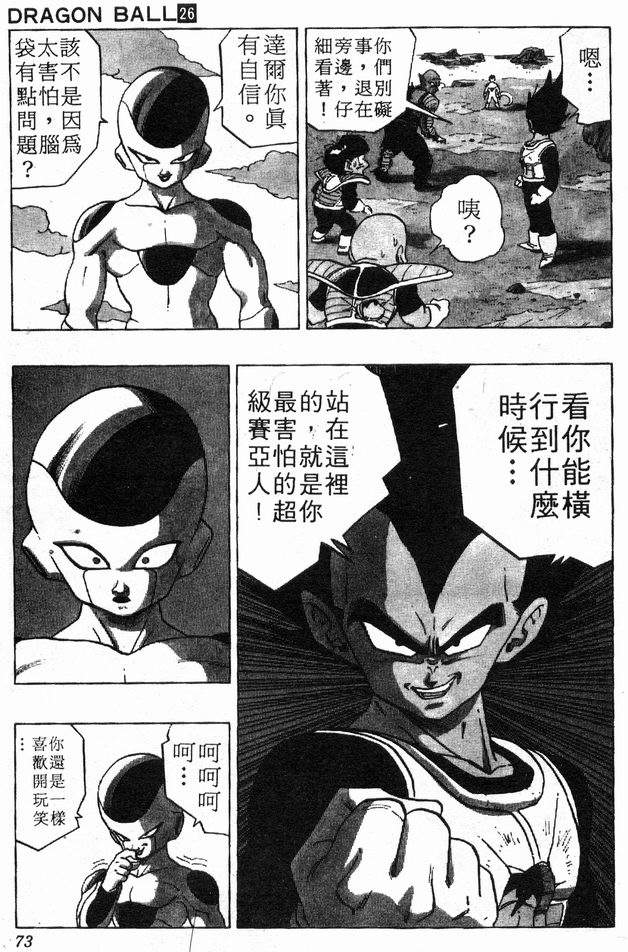 DRAGON BALL 26
嗯…
你們別礙
事，退在
旁邊，仔
細看著！
咦？
達爾你真
有自信。
該不是因為
太害怕，腦
袋有點問題？
看你能橫
行到什麼
時候…
站在這裡
的，就是你
最害怕的超
級賽亞人！
呵呵呵
呵…
你還是一樣
喜歡開玩笑
…
73